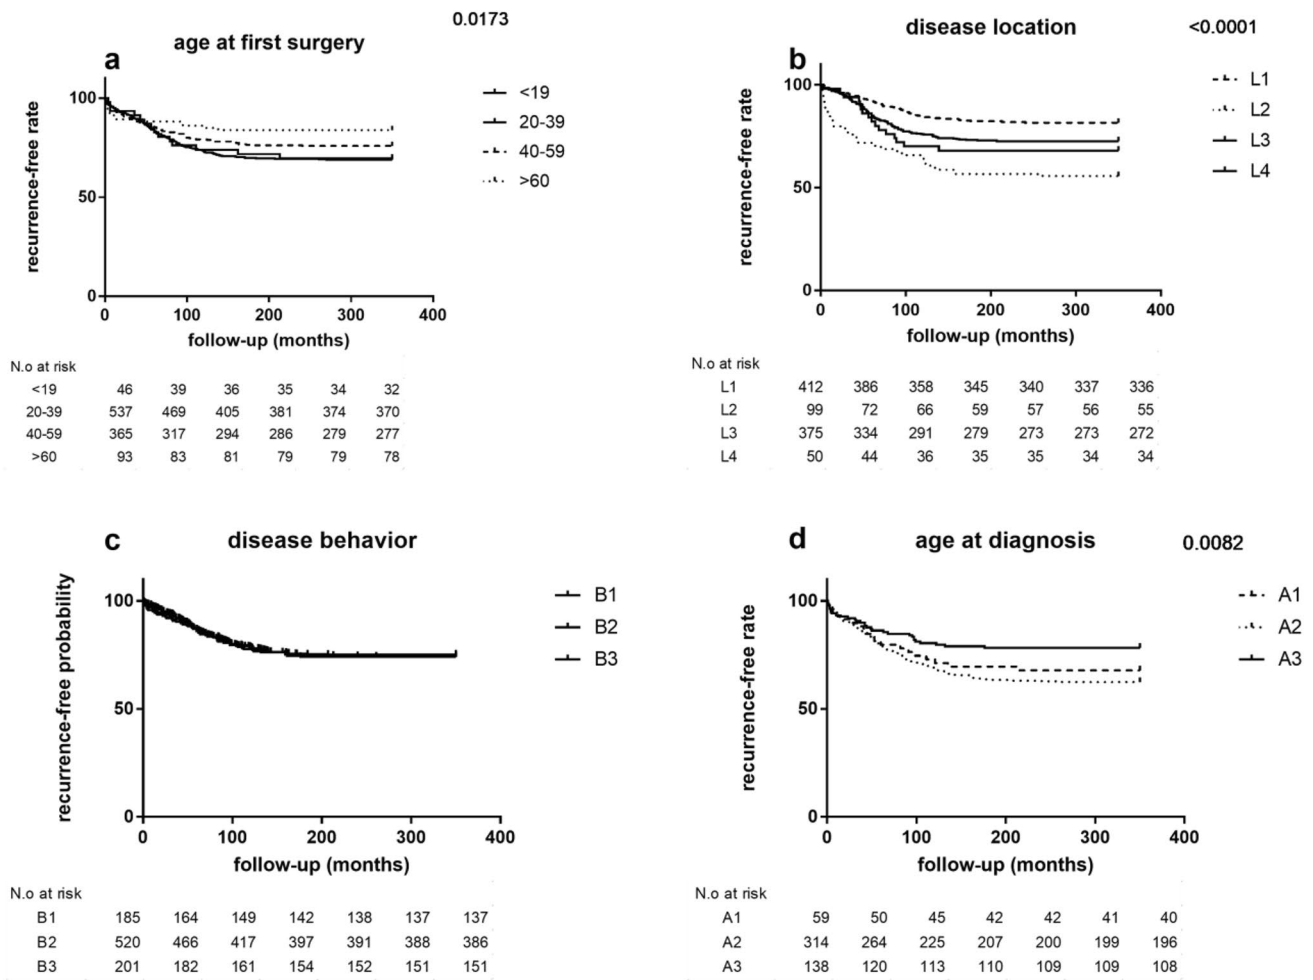 0.0173
age at first surgery
a
recurrence-free rate
100
50
0
0 100 200 300 400
follow-up (months)
<19
20-39
40-59
>60
N.o at risk
<19 46 39 36 35 34 32
20-39 537 469 405 381 374 370
40-59 365 317 294 286 279 277
>60 93 83 81 79 79 78
disease location
<0.0001
b
recurrence-free rate
100
50
0
0 100 200 300 400
follow-up (months)
L1
L2
L3
L4
N.o at risk
L1 412 386 358 345 340 337 336
L2 99 72 66 59 57 56 55
L3 375 334 291 279 273 273 272
L4 50 44 36 35 35 34 34
c
disease behavior
recurrence-free probability
100
50
0
0 100 200 300 400
follow-up (months)
B1
B2
B3
N.o at risk
B1 185 164 149 142 138 137 137
B2 520 466 417 397 391 388 386
B3 201 182 161 154 152 151 151
d
age at diagnosis
0.0082
recurrence-free rate
100
50
0
0 100 200 300 400
follow-up (months)
A1
A2
A3
N.o at risk
A1 59 50 45 42 42 41 40
A2 314 264 225 207 200 199 196
A3 138 120 113 110 109 109 108